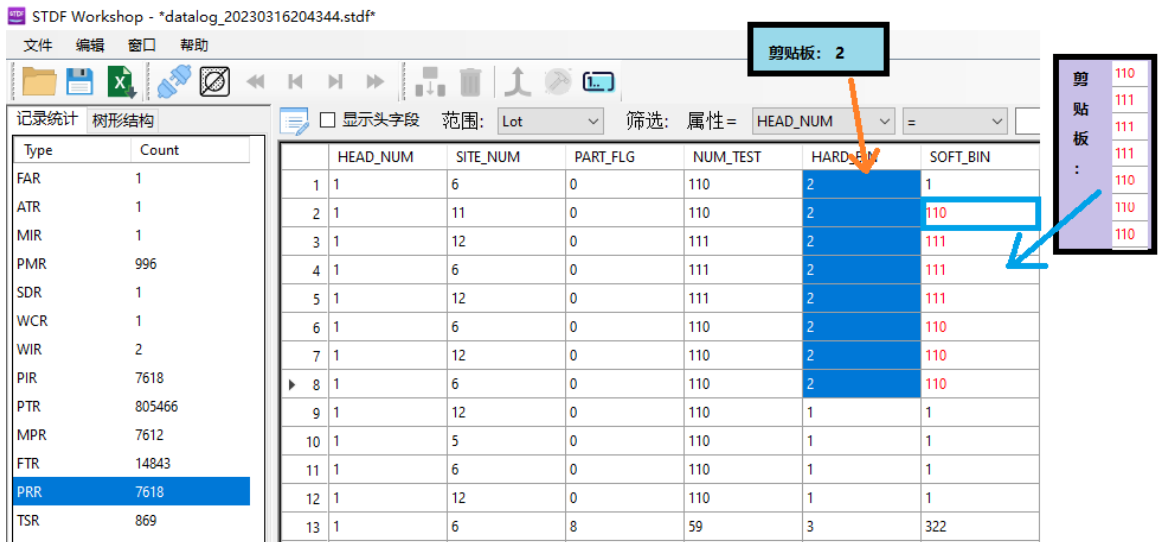 STDF Workshop - *datalog_20230316204344.stdf*
文件 编辑 窗口 帮助
剪贴板： 2
剪贴板：
110
111
111
111
110
110
110
记录统计 树形结构
显示头字段 范围: Lot 筛选: 属性= HEAD_NUM =
Type Count
FAR 1
ATR 1
MIR 1
PMR 996
SDR 1
WCR 1
WIR 2
PIR 7618
PTR 805466
MPR 7612
FTR 14843
PRR 7618
TSR 869
HEAD_NUM SITE_NUM PART_FLG NUM_TEST HARD_BIN SOFT_BIN
1 1 6 0 110 2 1
2 1 11 0 110 2 110
3 1 12 0 111 2 111
4 1 6 0 111 2 111
5 1 12 0 111 2 111
6 1 6 0 110 2 110
7 1 12 0 110 2 110
8 1 6 0 110 2 110
9 1 12 0 110 1 1
10 1 5 0 110 1 1
11 1 6 0 110 1 1
12 1 12 0 110 1 1
13 1 6 8 59 3 322